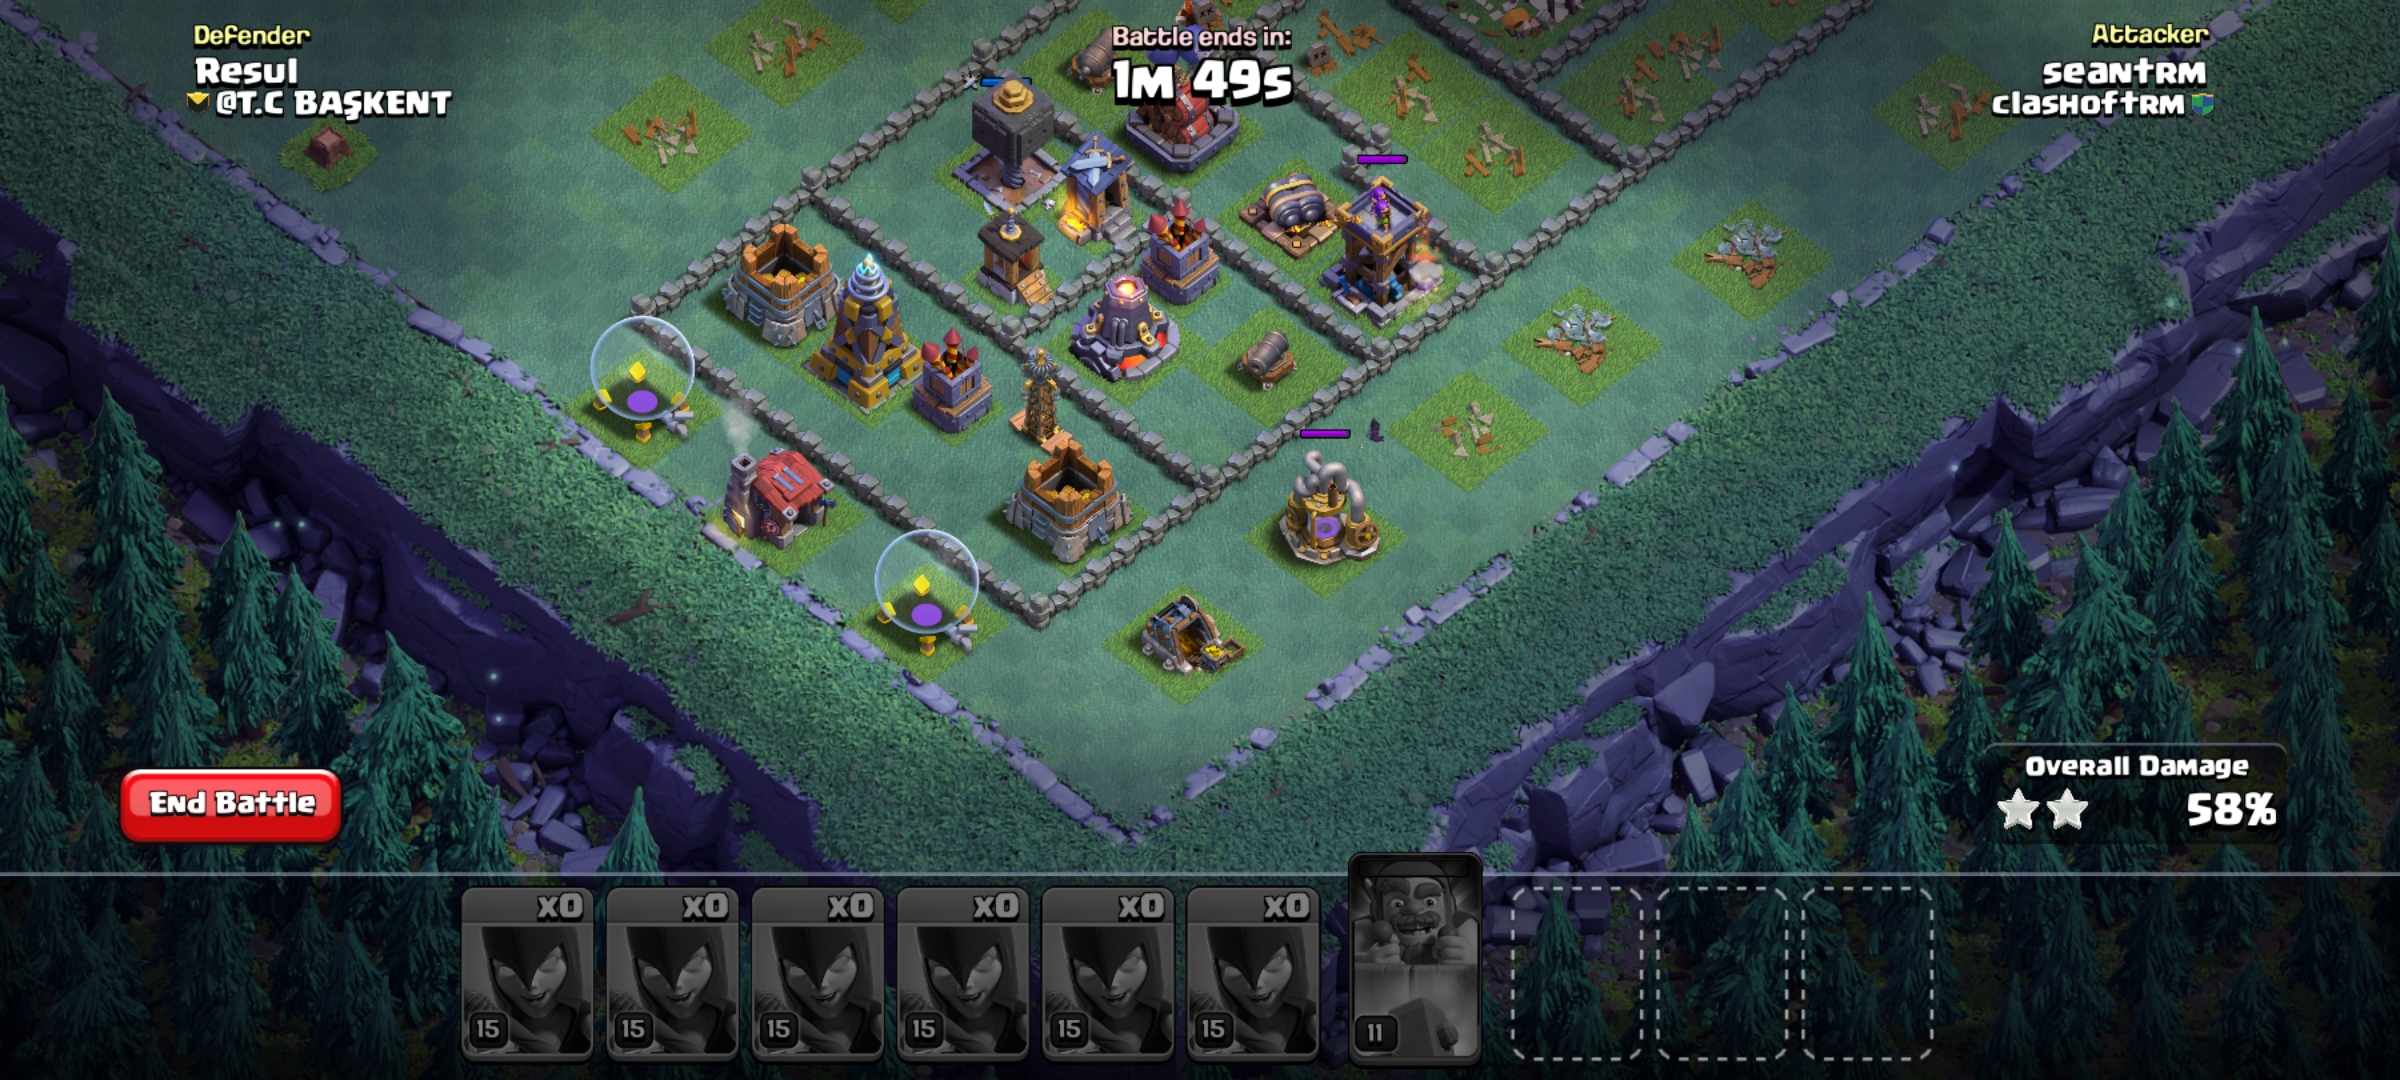 Defender
Resul
@T.C BAŞKENT
Battle ends in:
1M 49s
Attacker
seantRM
clashoftRM
End Battle
Overall Damage
58%
x0
x0
x0
x0
x0
x0
15
15
15
15
15
15
11